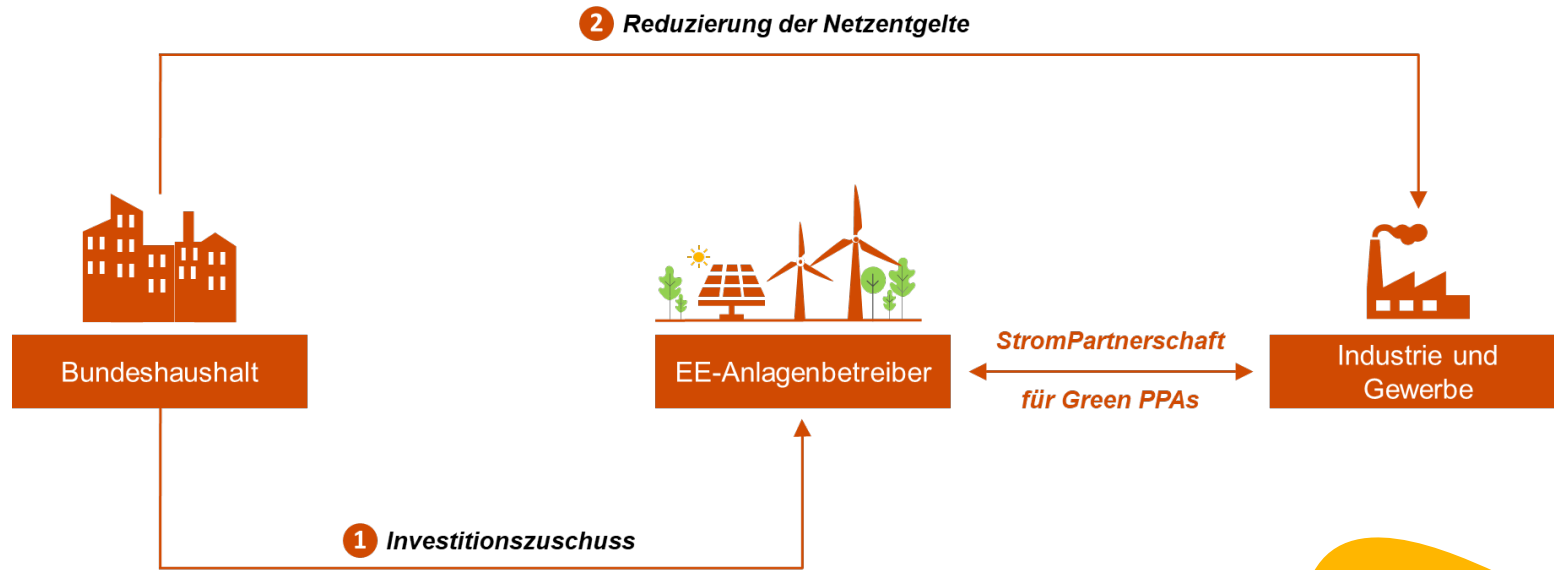 2 Reduzierung der Netzentgelte
Bundeshaushalt
EE-Anlagenbetreiber
StromPartnerschaft
für Green PPAs
Industrie und
Gewerbe
1 Investitionszuschuss